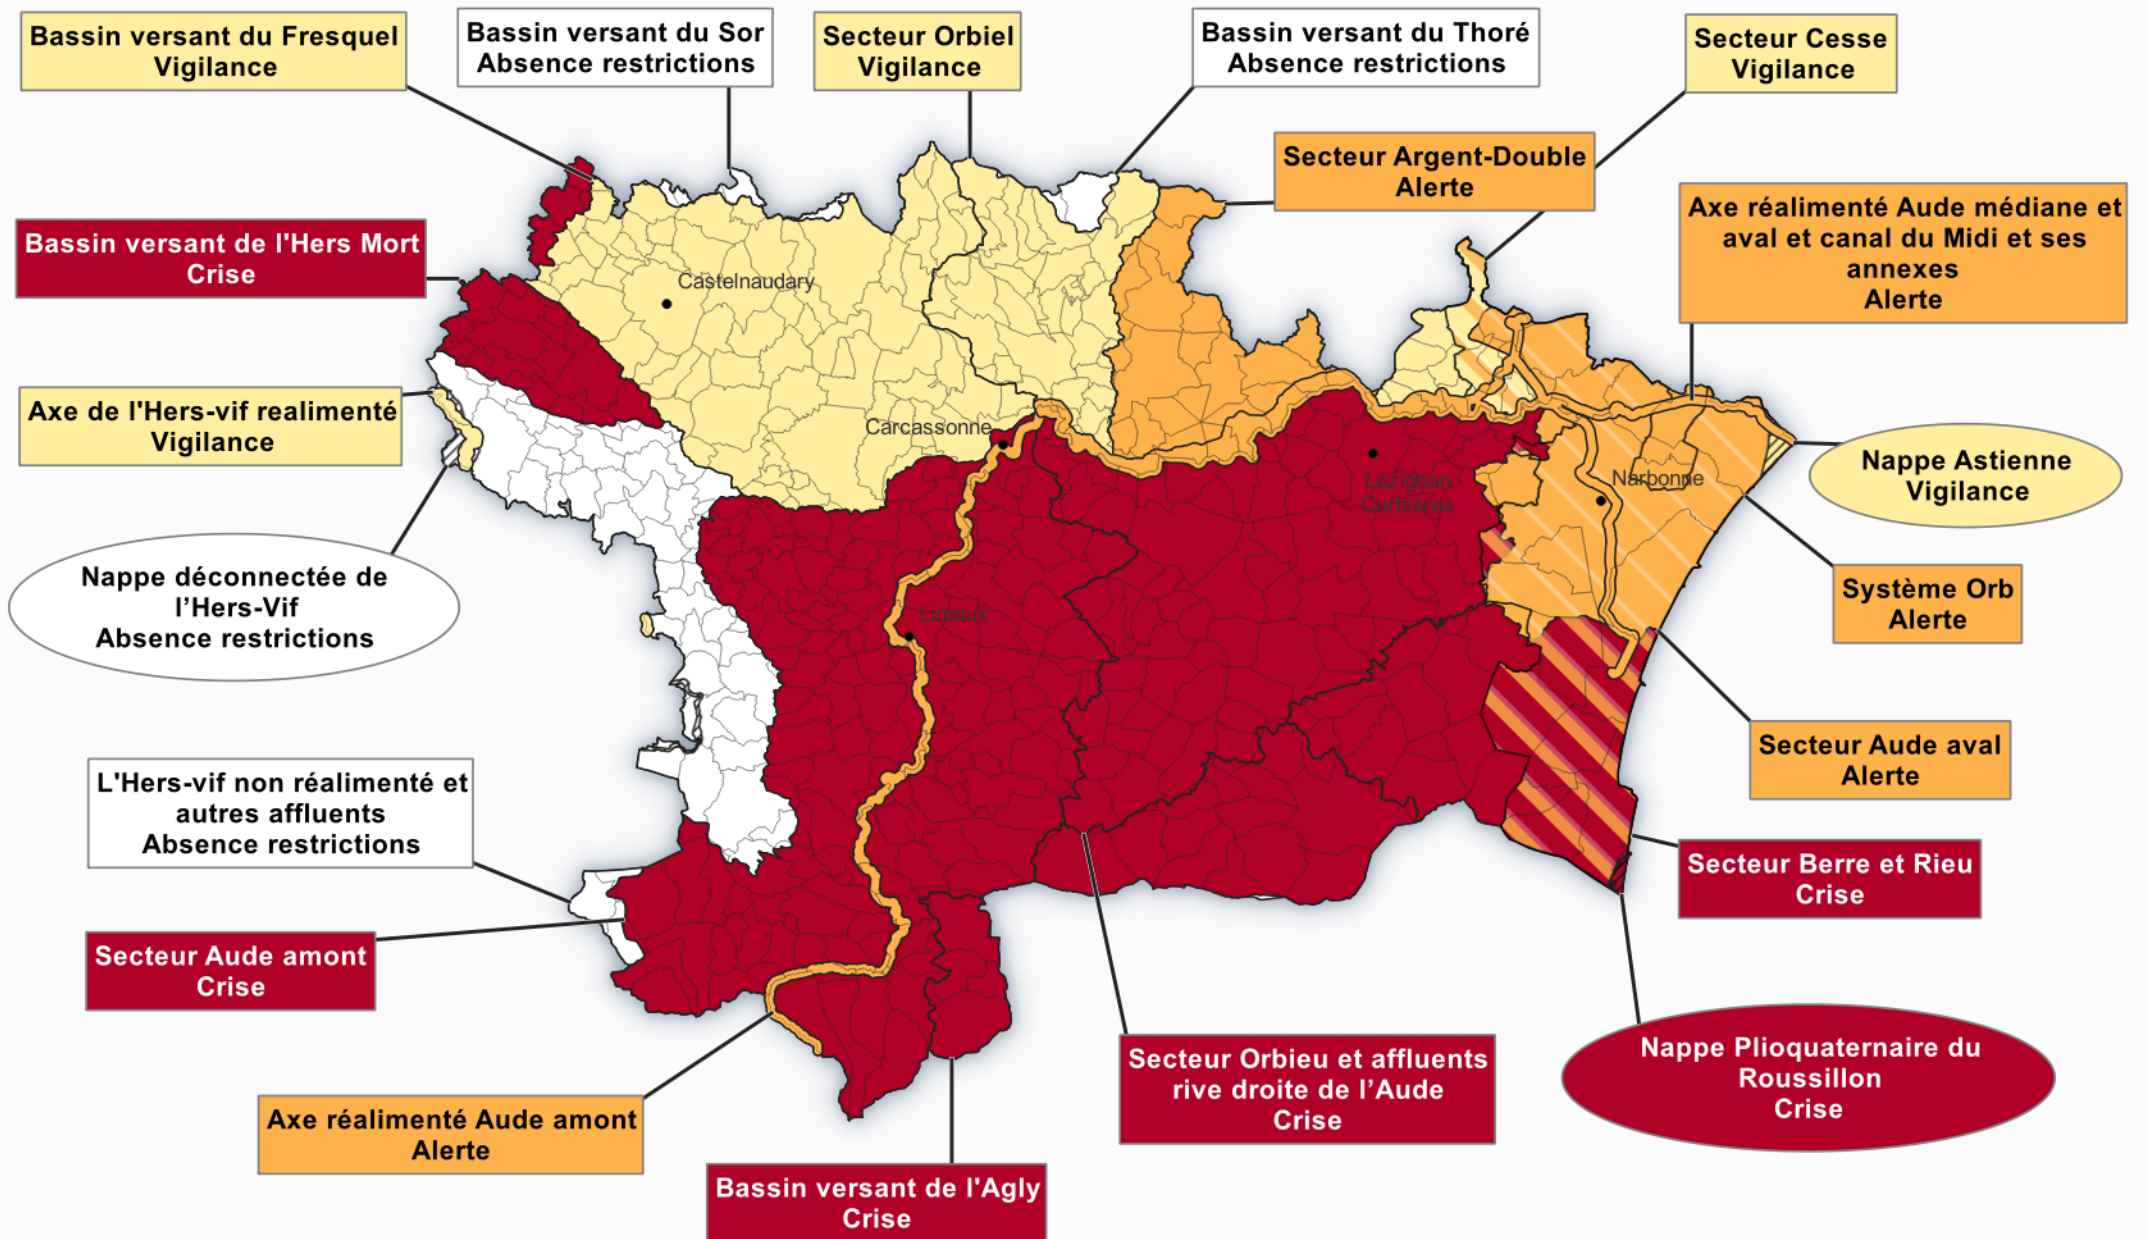 Bassin versant du Fresquel
Vigilance
Bassin versant du Sor
Absence restrictions
Secteur Orbiel
Vigilance
Bassin versant du Thoré
Absence restrictions
Secteur Cesse
Vigilance
Secteur Argent-Double
Alerte
Axe réalimenté Aude médiane et
aval et canal du Midi et ses
annexes
Alerte
Bassin versant de l'Hers Mort
Crise
Castelnaudary
Axe de l'Hers-vif realimenté
Vigilance
Carcassonne
Nappe Astienne
Vigilance
Lézignan
Corbières
Narbonne
Nappe déconnectée de
l’Hers-Vif
Absence restrictions
Système Orb
Alerte
Limoux
Secteur Aude aval
Alerte
L'Hers-vif non réalimenté et
autres affluents
Absence restrictions
Secteur Berre et Rieu
Crise
Secteur Aude amont
Crise
Secteur Orbieu et affluents
rive droite de l’Aude
Crise
Nappe Plioquaternaire du
Roussillon
Crise
Axe réalimenté Aude amont
Alerte
Bassin versant de l'Agly
Crise